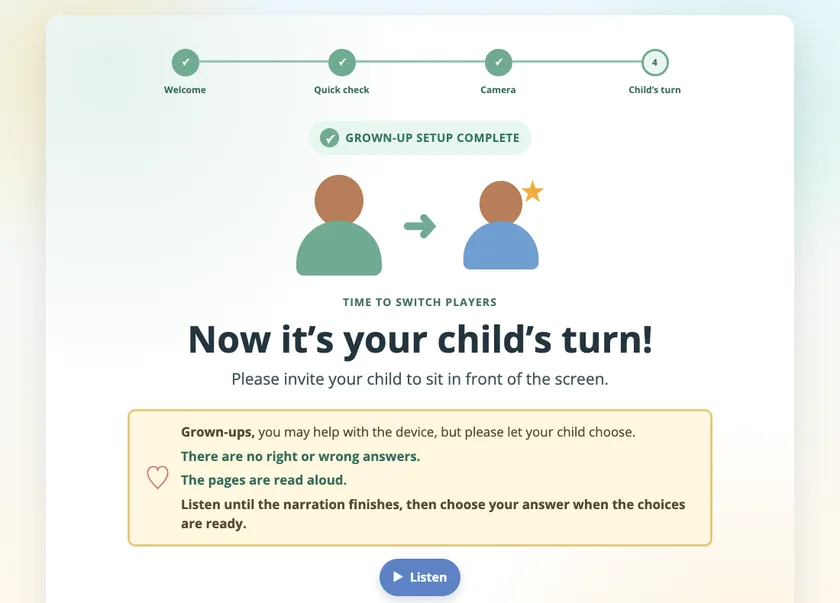 ✓ ✓ ✓ 4
Welcome Quick check Camera Child’s turn
✓ GROWN-UP SETUP COMPLETE
TIME TO SWITCH PLAYERS
Now it’s your child’s turn!
Please invite your child to sit in front of the screen.
Grown-ups, you may help with the device, but please let your child choose.
There are no right or wrong answers.
The pages are read aloud.
Listen until the narration finishes, then choose your answer when the choices
are ready.
Listen